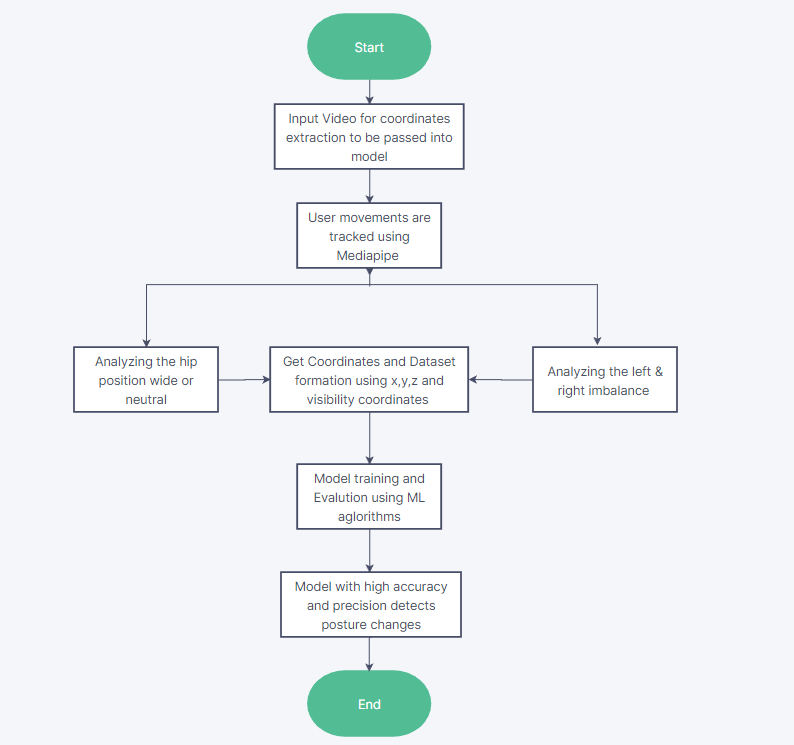 Start
Input Video for coordinates
extraction to be passed into
model
User movements are
tracked using
Mediapipe
Analyzing the hip
position wide or
neutral
Get Coordinates and Dataset
formation using x,y,z and
visibility coordinates
Analyzing the left &
right imbalance
Model training and
Evalution using ML
aglorithms
Model with high accuracy
and precision detects
posture changes
End